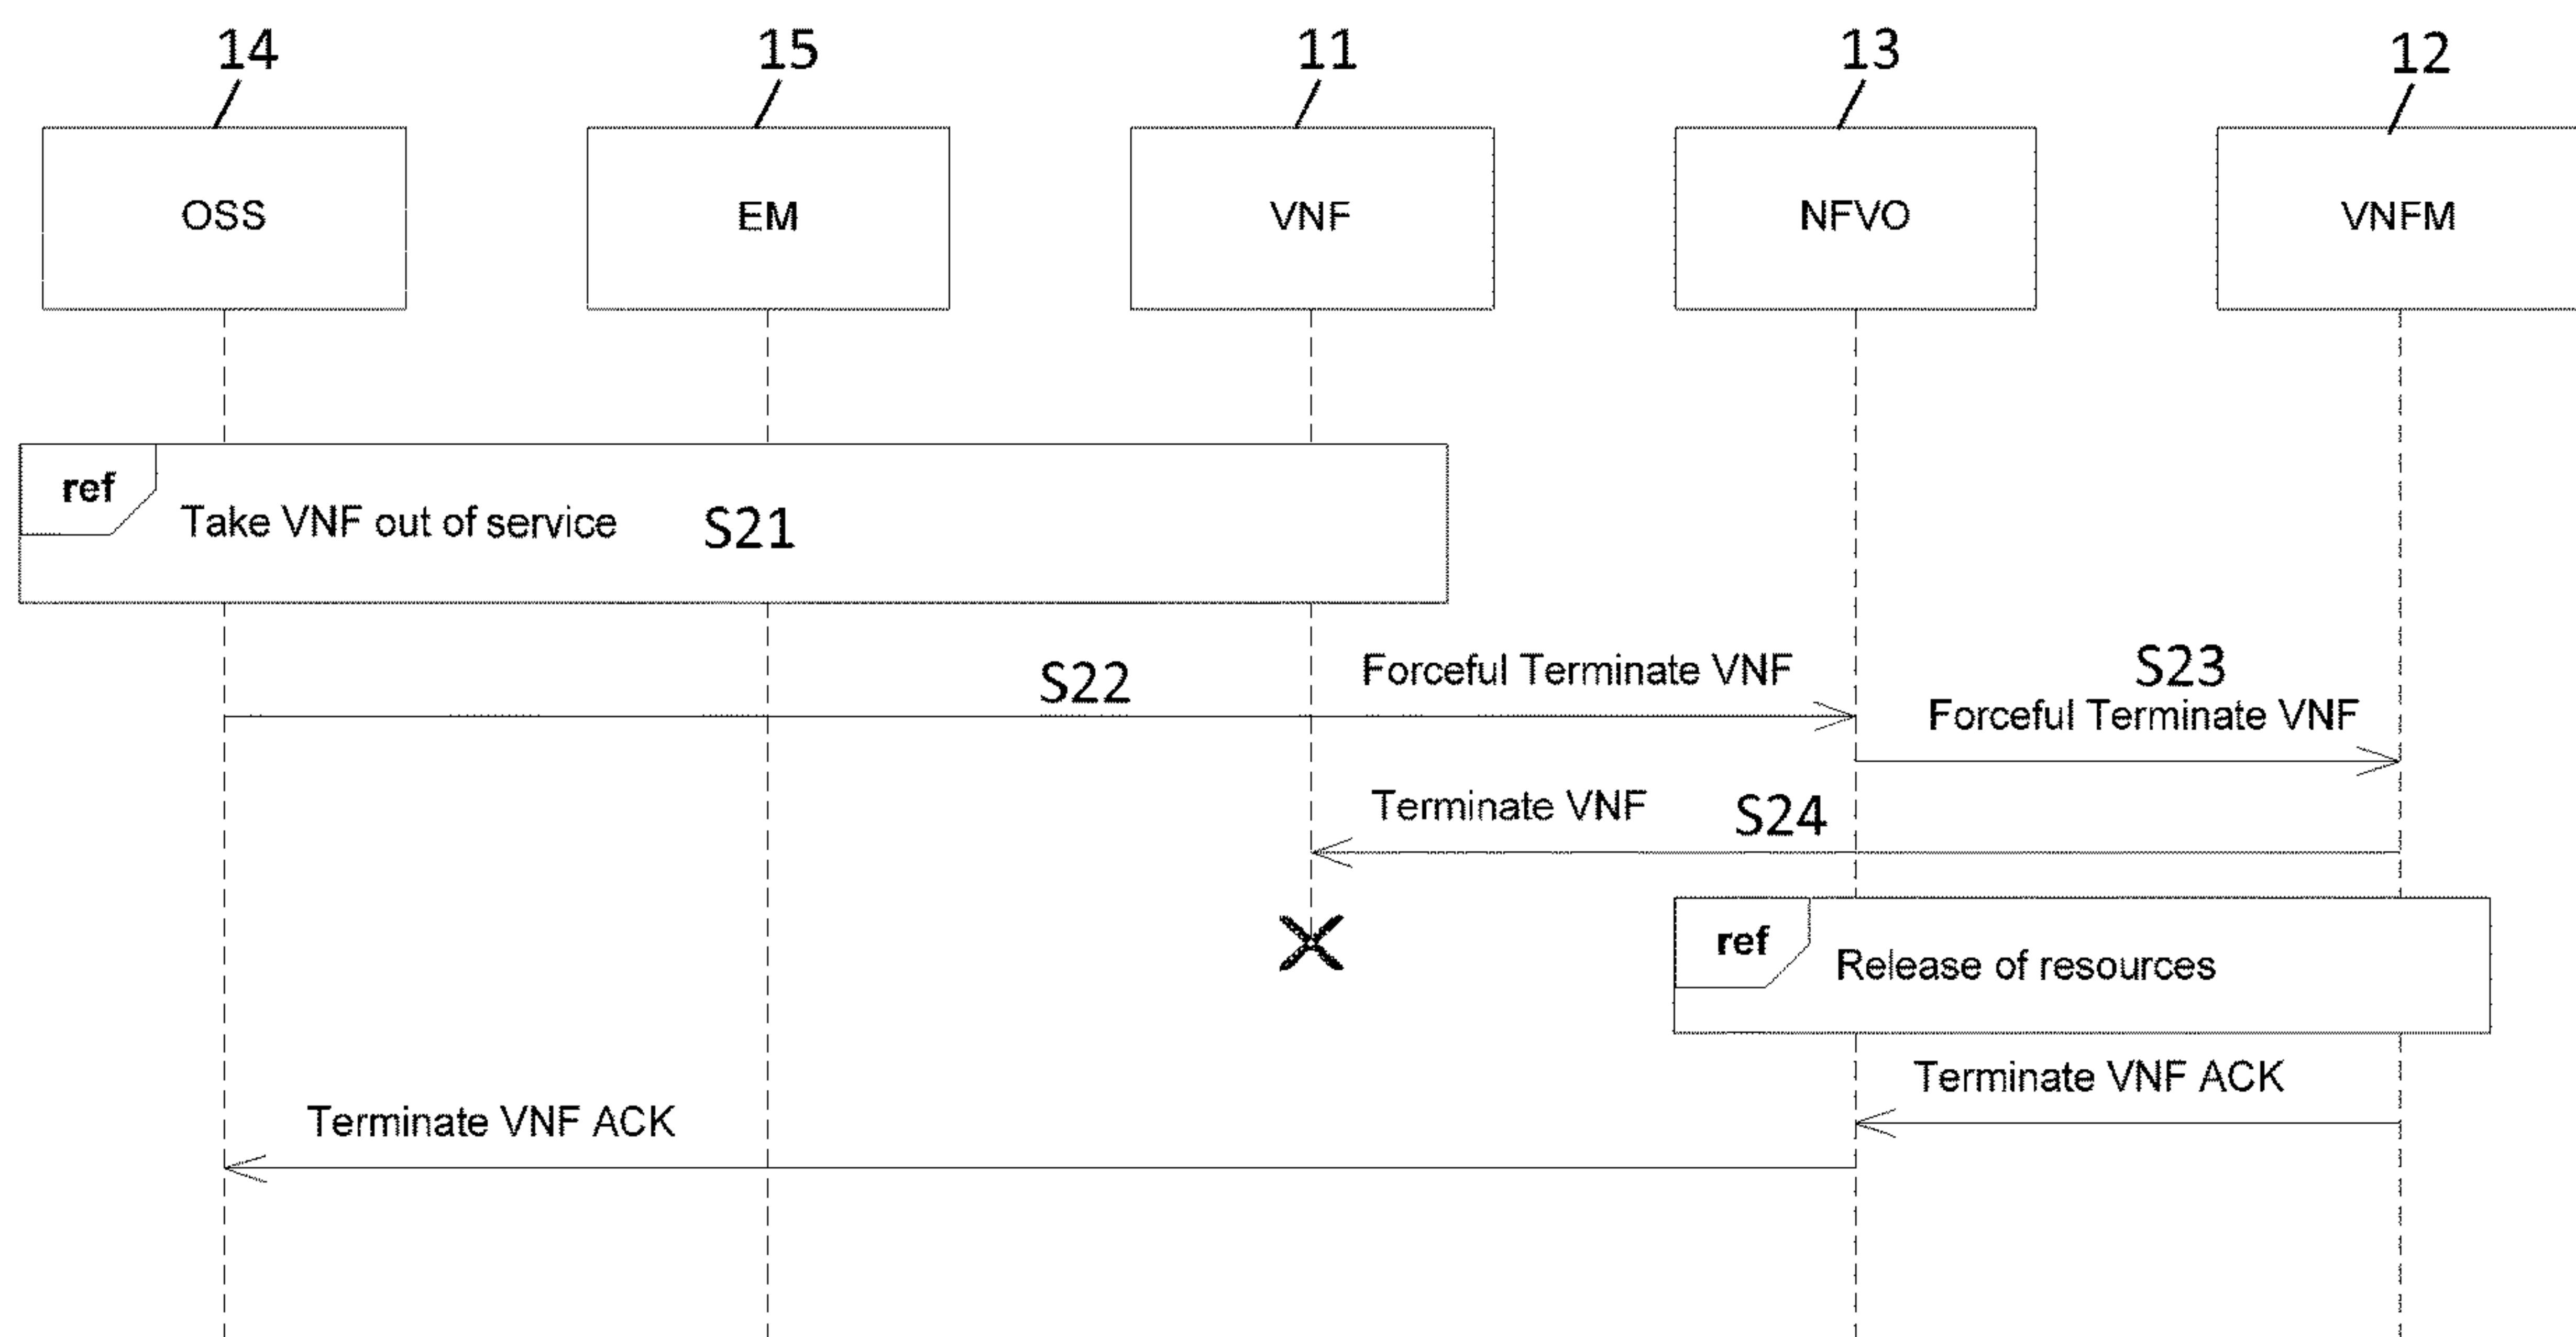 14
15
11
13
12
OSS
EM
VNF
NFVO
VNFM
ref
Take VNF out of service
S21
S22
Forceful Terminate VNF
S23
Forceful Terminate VNF
Terminate VNF
S24
ref
Release of resources
Terminate VNF ACK
Terminate VNF ACK